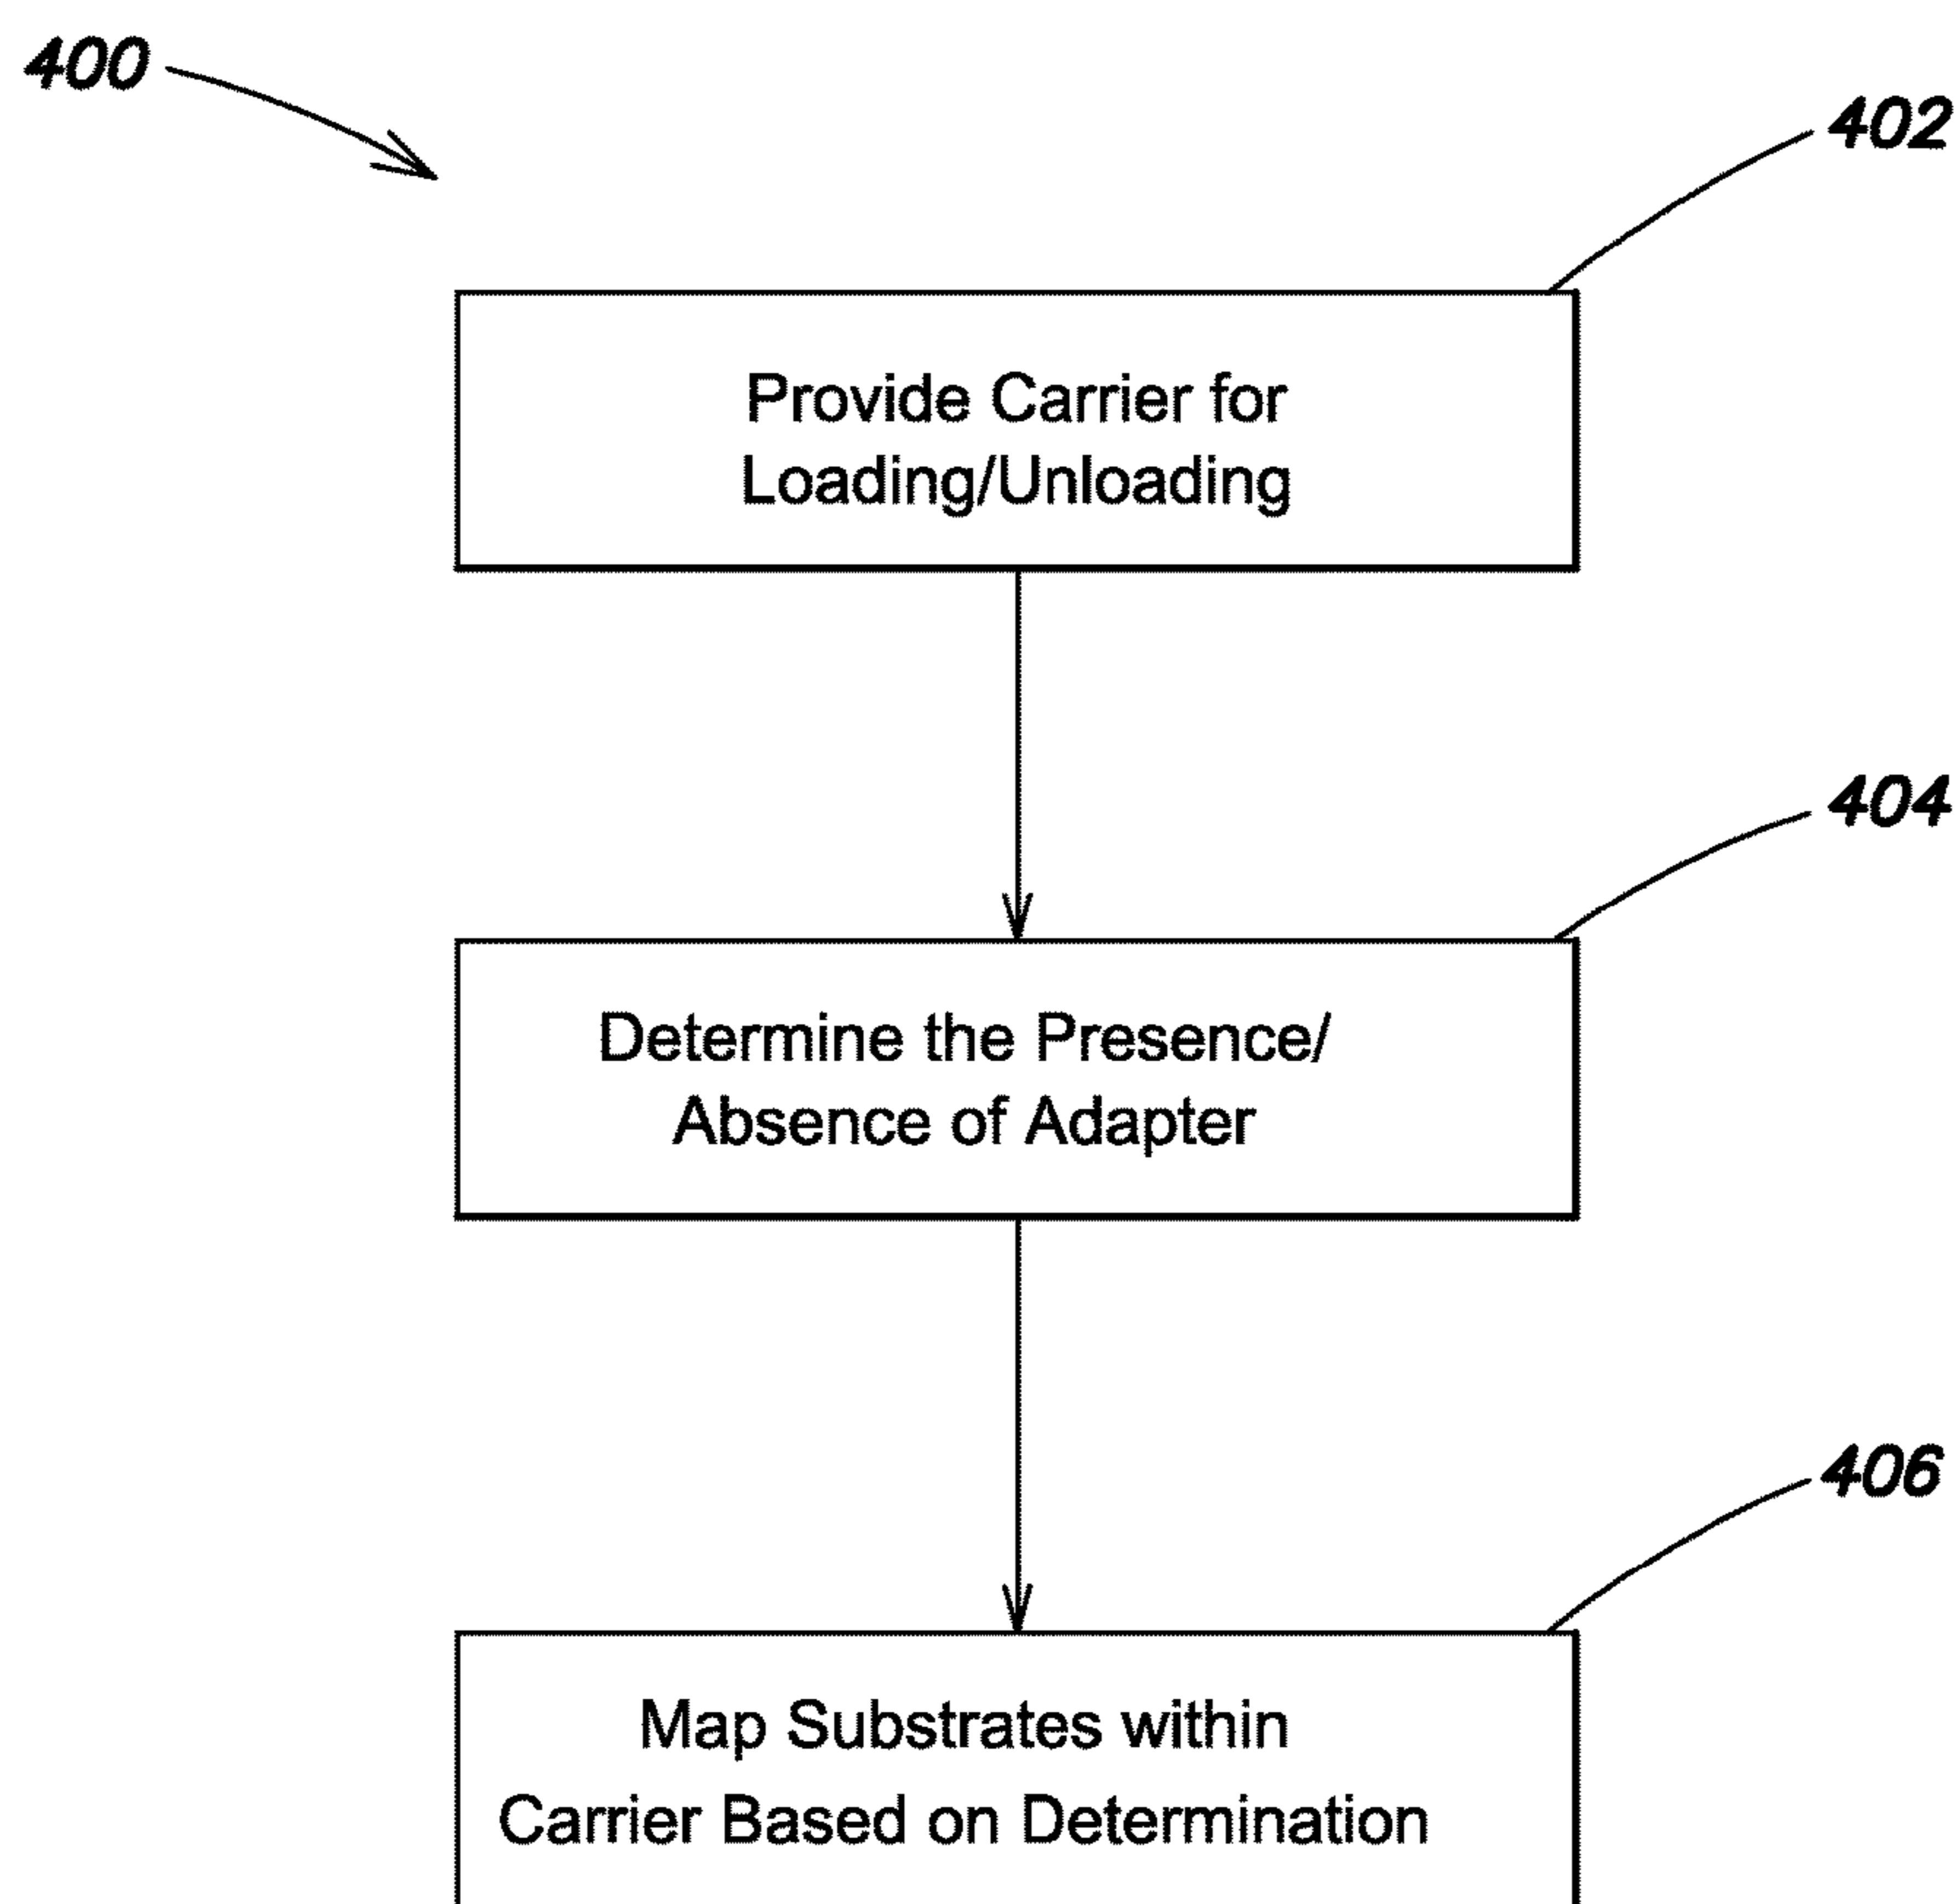 400
402
Provide Carrier for
Loading/Unloading
404
Determine the Presence/
Absence of Adapter
406
Map Substrates within
Carrier Based on Determination